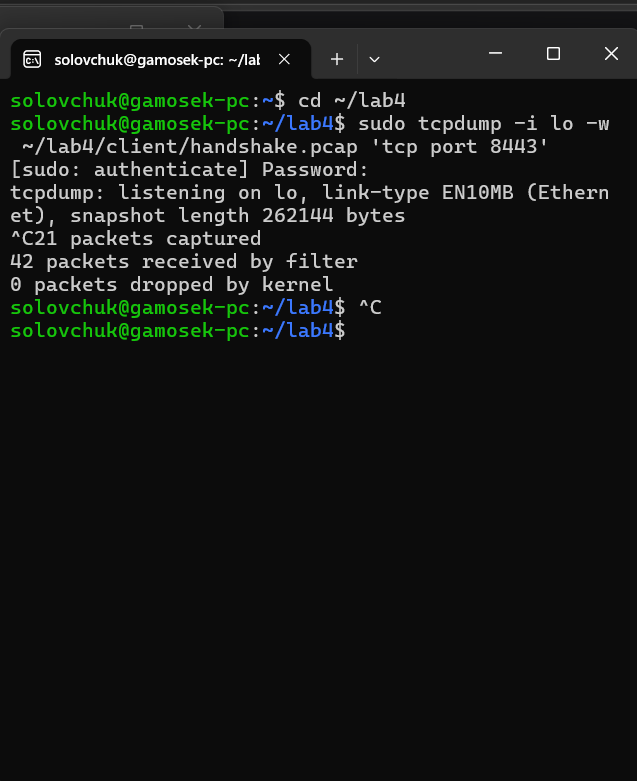 solovchuk@gamosek-pc: ~/lab
solovchuk@gamosek-pc:~$ cd ~/lab4
solovchuk@gamosek-pc:~/lab4$ sudo tcpdump -i lo -w
 ~/lab4/client/handshake.pcap 'tcp port 8443'
[sudo: authenticate] Password:
tcpdump: listening on lo, link-type EN10MB (Ethern
et), snapshot length 262144 bytes
^C21 packets captured
42 packets received by filter
0 packets dropped by kernel
solovchuk@gamosek-pc:~/lab4$ ^C
solovchuk@gamosek-pc:~/lab4$